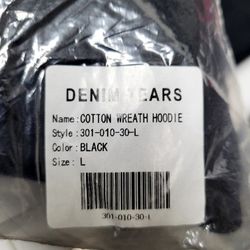 DENIM TEARS
Name: COTTON WREATH HOODIE
Style: 301-010-30-L
Color: BLACK
Size: L
301-010-30-L